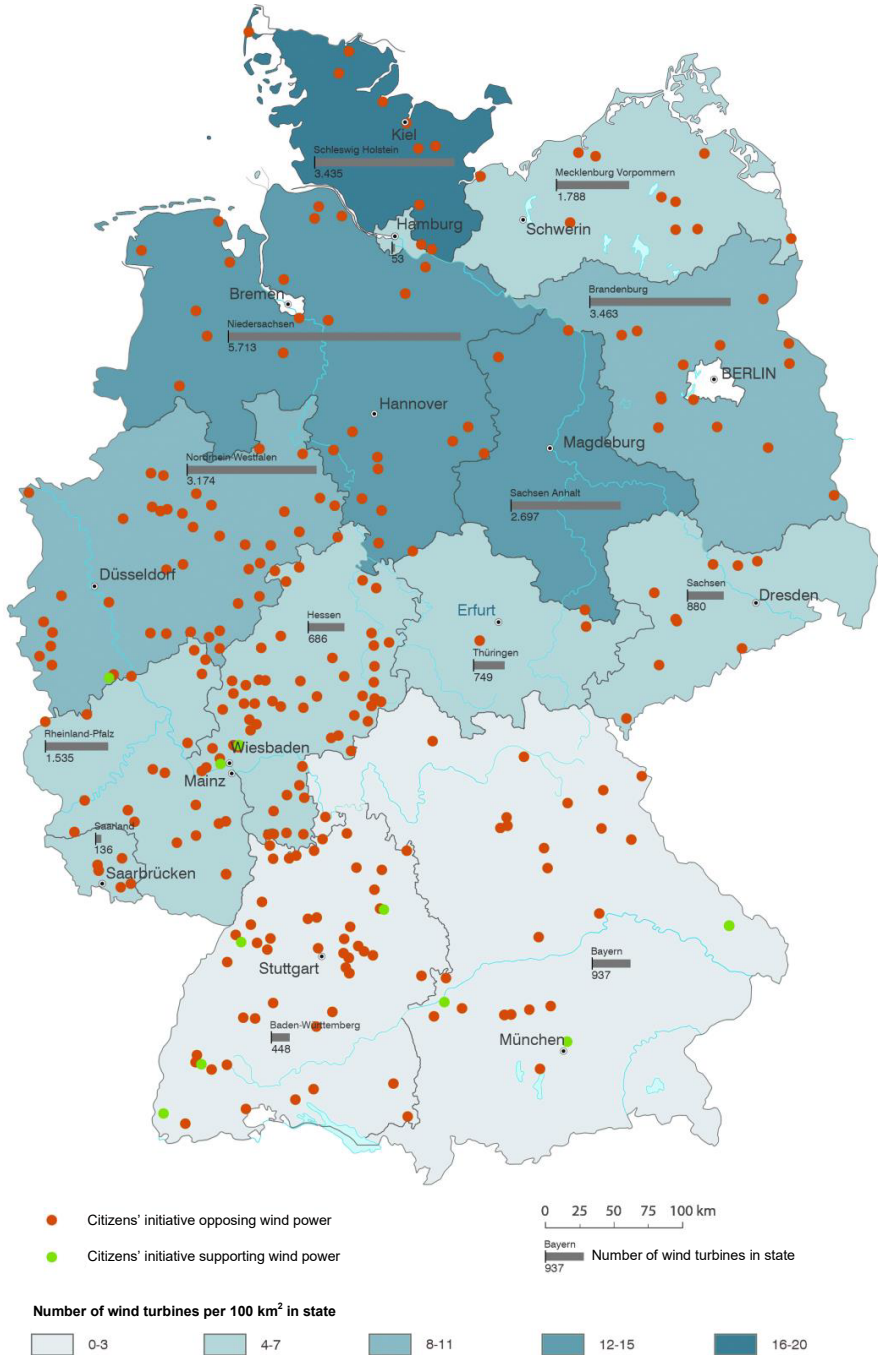 Kiel
Schleswig Holstein
3.435
Mecklenburg Vorpommern
1.788
Schwerin
Hamburg
53
Bremen
Brandenburg
3.463
Niedersachsen
5.713
BERLIN
Hannover
Magdeburg
Nordrhein-Westfalen
3.174
Sachsen Anhalt
2.697
Düsseldorf
Hessen
686
Erfurt
Thüringen
749
Sachsen
880
Dresden
Rheinland-Pfalz
1.535
Wiesbaden
Mainz
Saarland
136
Saarbrücken
Stuttgart
Bayern
937
Baden-Württemberg
448
München
Citizens' initiative opposing wind power
Citizens' initiative supporting wind power
0 25 50 75 100 km
Bayern
937
Number of wind turbines in state
Number of wind turbines per 100 km² in state
0-3
4-7
8-11
12-15
16-20